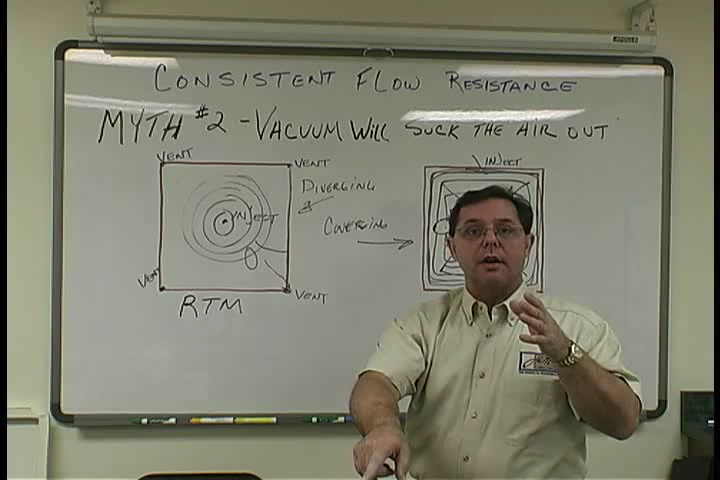 CONSISTENT FLOW RESISTANCE
MYTH #2 - VACUUM WILL SUCK THE AIR OUT
VENT
VENT
INJECT
DIVERGING
INJECT
COVERGING
VENT
VENT
RTM